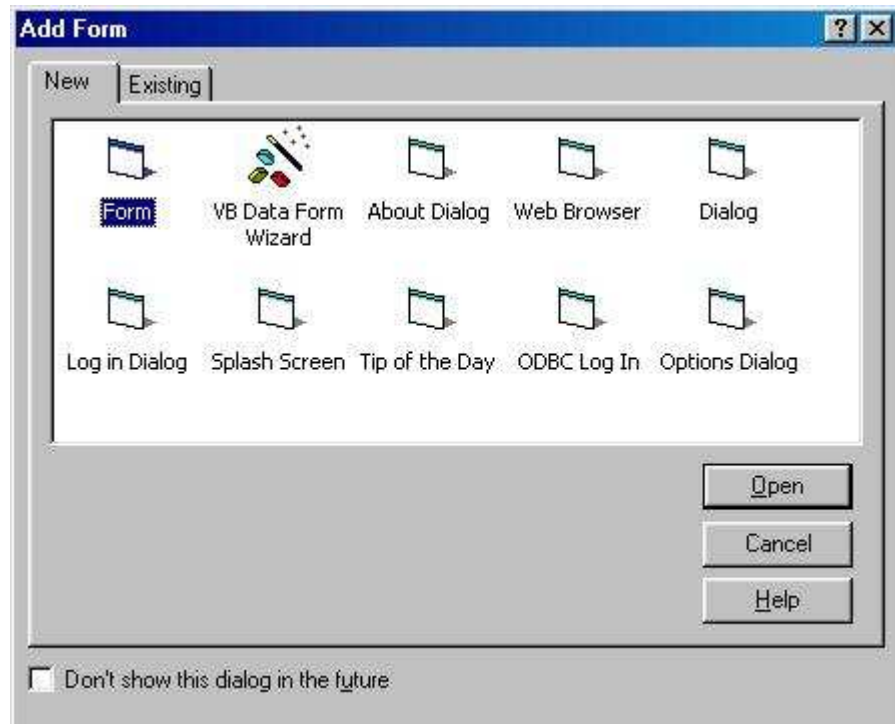 Add Form
New
Existing
Form
VB Data Form
Wizard
About Dialog
Web Browser
Dialog
Log in Dialog
Splash Screen
Tip of the Day
ODBC Log In
Options Dialog
Open
Cancel
Help
Don't show this dialog in the future